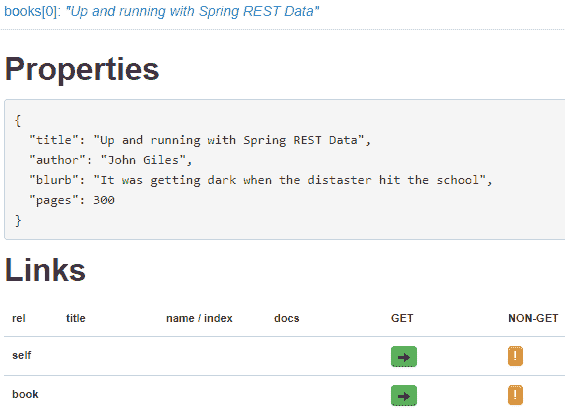 books[0]: "Up and running with Spring REST Data"
Properties
{
"title": "Up and running with Spring REST Data",
"author": "John Giles",
"blurb": "It was getting dark when the distaster hit the school",
"pages": 300
}
Links
rel title name / index docs GET NON-GET
self ➔ !
book ➔ !